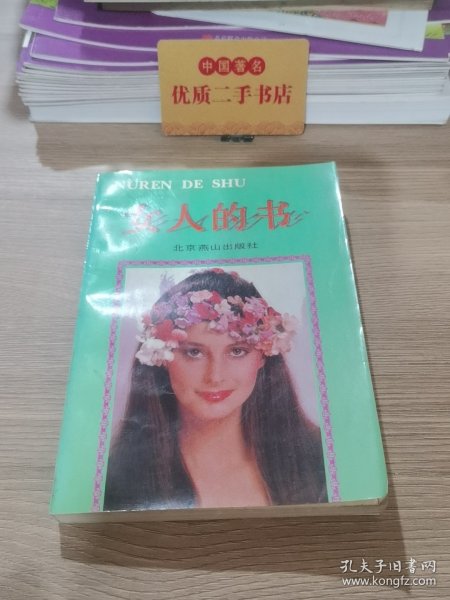 中国著名
优质二手书店
NUREN DE SHU
女人的书
北京燕山出版社
孔夫子旧书网
www.kongfz.com